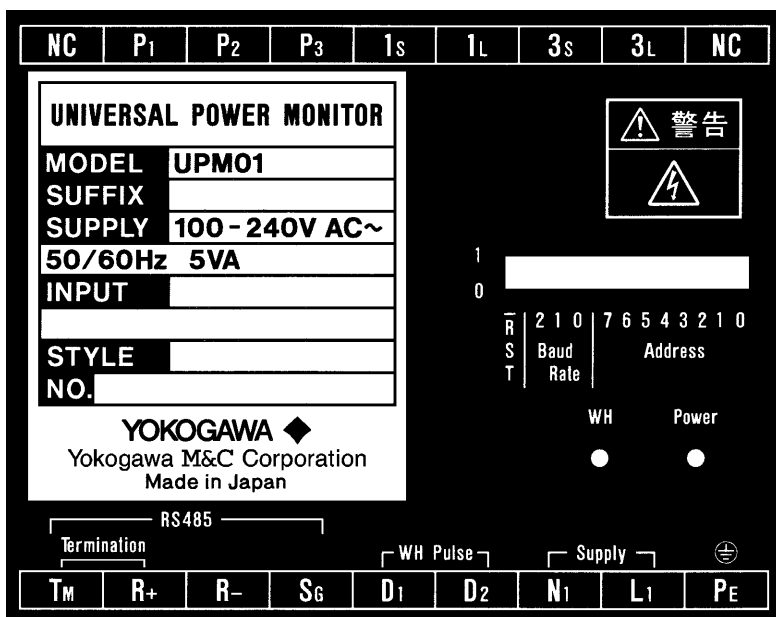 NC P1 P2 P3 1S 1L 3S 3L NC
UNIVERSAL POWER MONITOR
MODEL UPM01
SUFFIX
SUPPLY 100-240V AC~
50/60Hz 5VA
INPUT
STYLE
NO.
YOKOGAWA
Yokogawa M&C Corporation
Made in Japan
警告
1
0
RST
2 1 0
Baud
Rate
7 6 5 4 3 2 1 0
Address
WH Power
RS485
Termination
WH Pulse
Supply
TM R+ R- SG D1 D2 N1 L1 PE